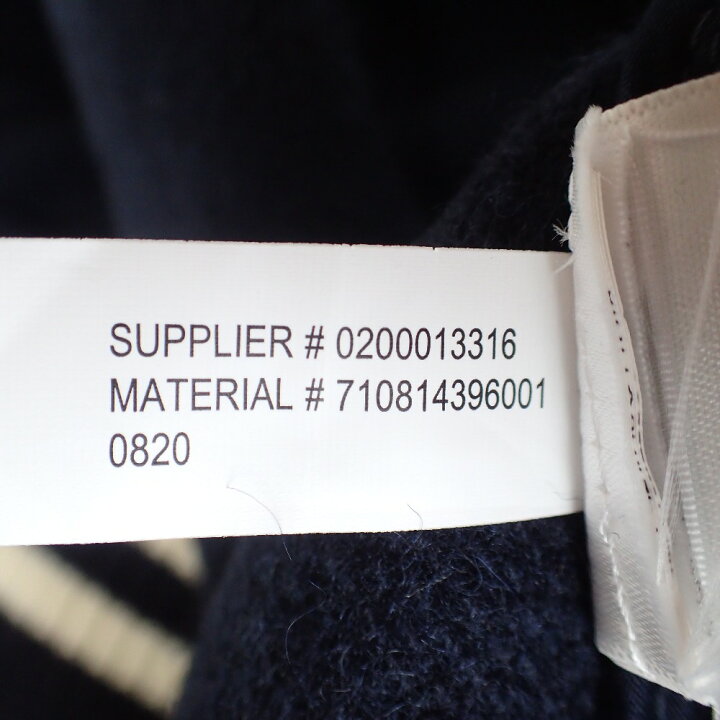 SUPPLIER # 0200013316
MATERIAL # 710814396001
0820